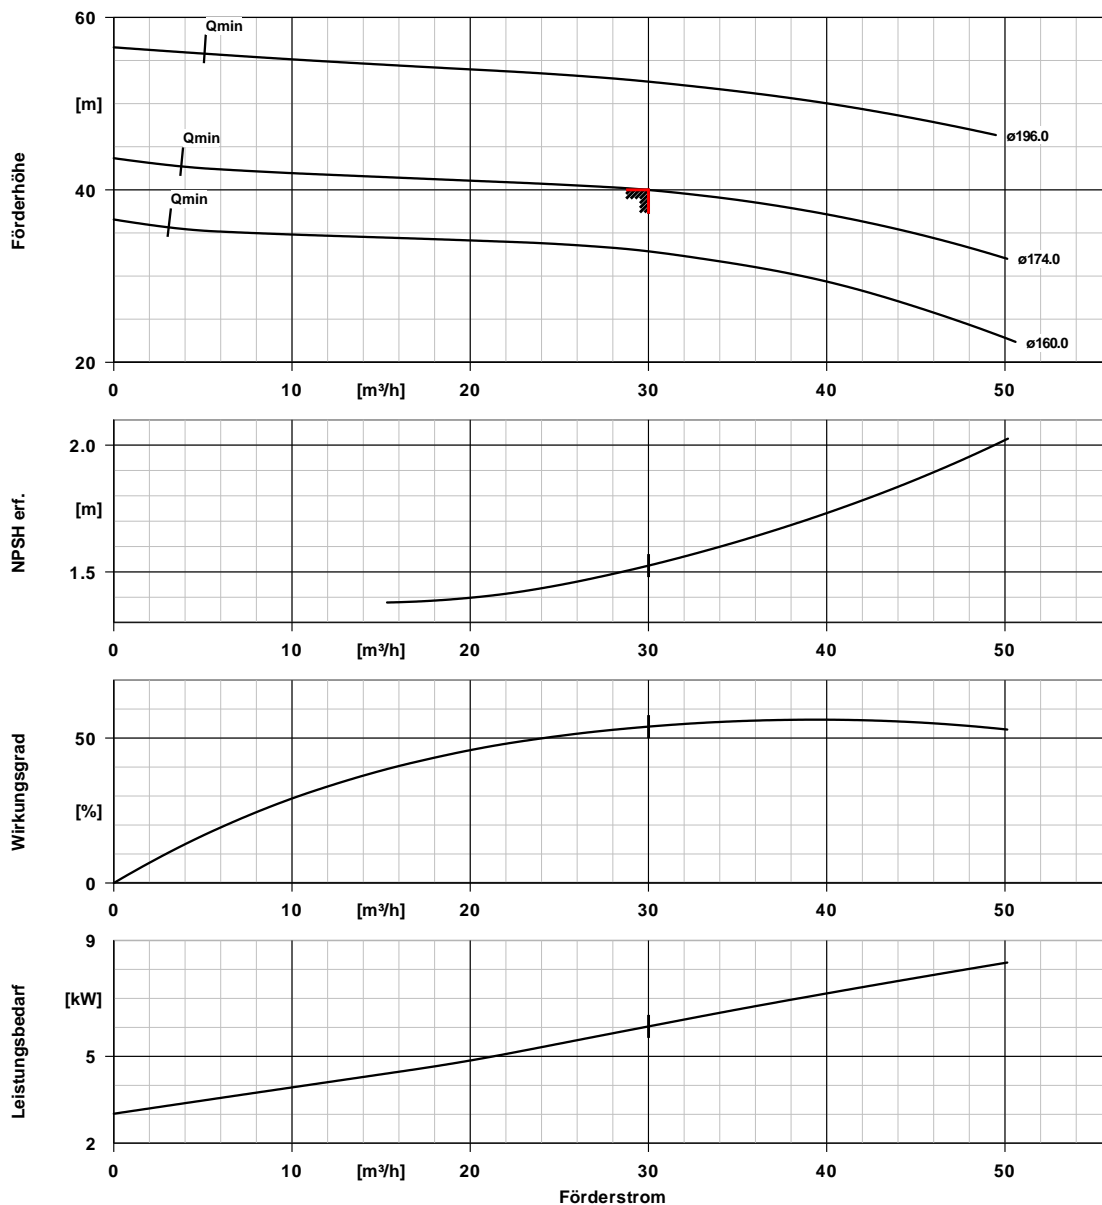 60
Qmin
[m]
Qmin
Qmin
Förderhöhe
40
ø196.0
ø174.0
ø160.0
20
0 10 [m³/h] 20 30 40 50
2.0
NPSH erf.
[m]
1.5
0 10 [m³/h] 20 30 40 50
Wirkungsgrad
50
[%]
0
0 10 [m³/h] 20 30 40 50
9
Leistungsbedarf
[kW]
5
2
0 10 [m³/h] 20 30 40 50
Förderstrom